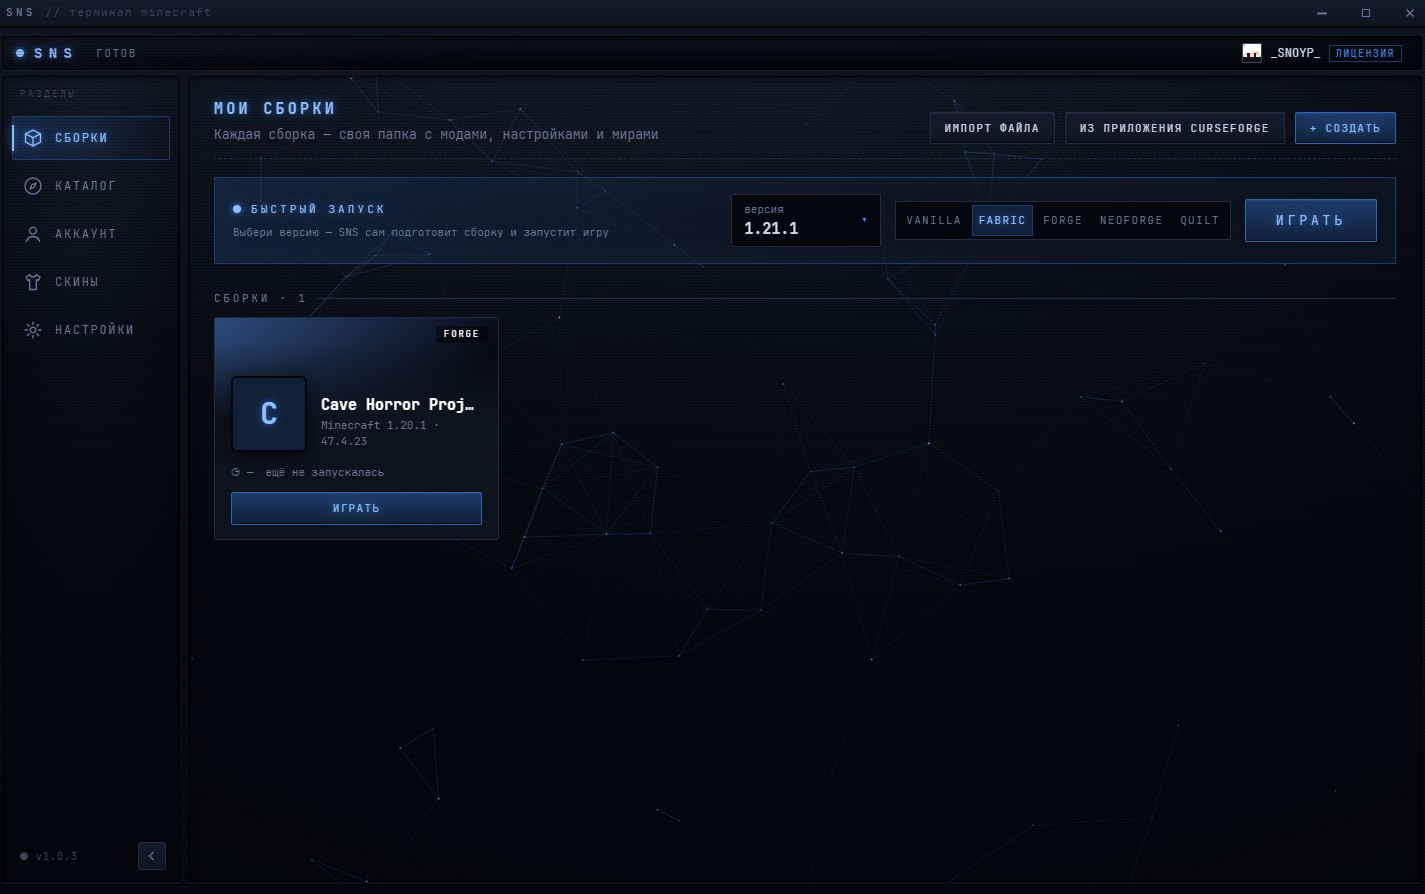 SNS // терминал minecraft
SNS ГОТОВ
_SNOYP_ ЛИЦЕНЗИЯ
РАЗДЕЛЫ
СБОРКИ
КАТАЛОГ
АККАУНТ
СКИНЫ
НАСТРОЙКИ
v1.0.3
МОИ СБОРКИ
Каждая сборка — своя папка с модами, настройками и мирами
ИМПОРТ ФАЙЛА
ИЗ ПРИЛОЖЕНИЯ CURSEFORGE
+ СОЗДАТЬ
БЫСТРЫЙ ЗАПУСК
Выбери версию — SNS сам подготовит сборку и запустит игру
версия
1.21.1
VANILLA FABRIC FORGE NEOFORGE QUILT
ИГРАТЬ
СБОРКИ · 1
FORGE
C
Cave Horror Proj…
Minecraft 1.20.1 ·
47.4.23
— ещё не запускалась
ИГРАТЬ